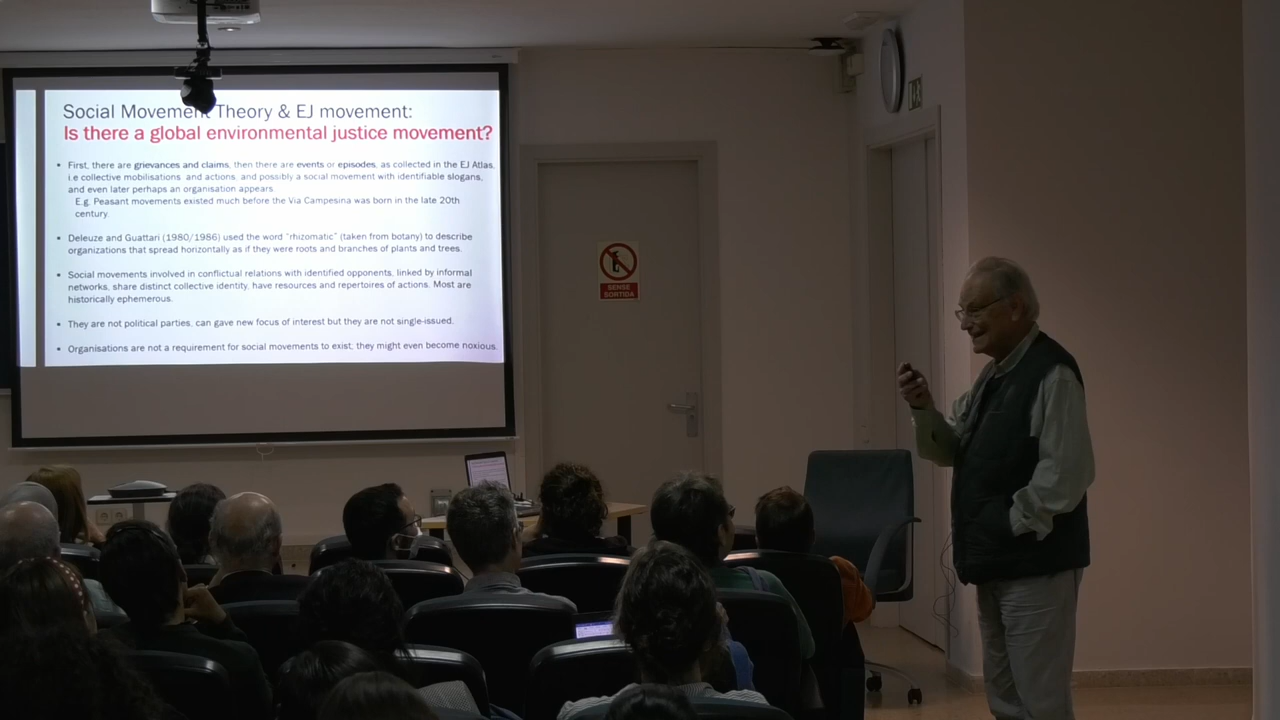 Social Movement Theory & EJ movement:
Is there a global environmental justice movement?
• First, there are grievances and claims, then there are events or episodes, as collected in the EJ Atlas,
i.e collective mobilisations and actions, and possibly a social movement with identifiable slogans,
and even later perhaps an organisation appears
E.g. Peasant movements existed much before the Via Campesina was born in the late 20th
century.
• Deleuze and Guattari (1980/1986) used the word "rhizomatic" (taken from botany) to describe
organizations that spread horizontally as if they were roots and branches of plants and trees.
• Social movements involved in conflictual relations with identified opponents, linked by informal
networks, share distinct collective identity, have resources and repertoires of actions. Most are
historically ephemerous.
• They are not political parties, can gave new focus of interest but they are not single-issued.
• Organisations are not a requirement for social movements to exist; they might even become noxious.
SENSE
SORTIDA